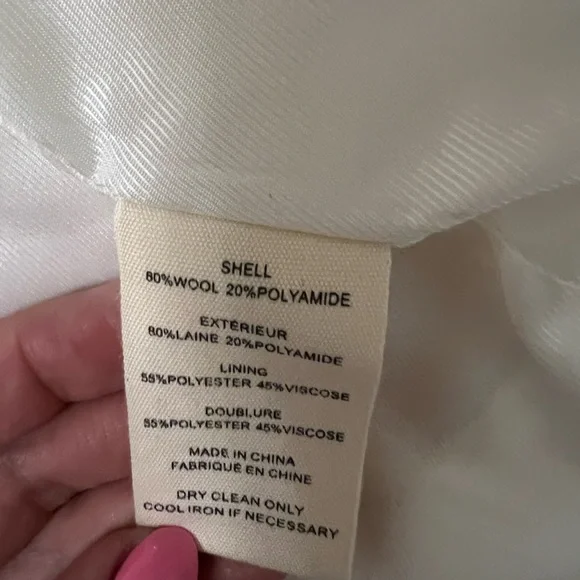 SHELL
80%WOOL 20%POLYAMIDE
EXTERIEUR
80%LAINE 20%POLYAMIDE
LINING
55%POLYESTER 45%VISCOSE
DOUBLURE
55%POLYESTER 45%VISCOSE
MADE IN CHINA
FABRIQUÉ EN CHINE
DRY CLEAN ONLY
COOL IRON IF NECESSARY